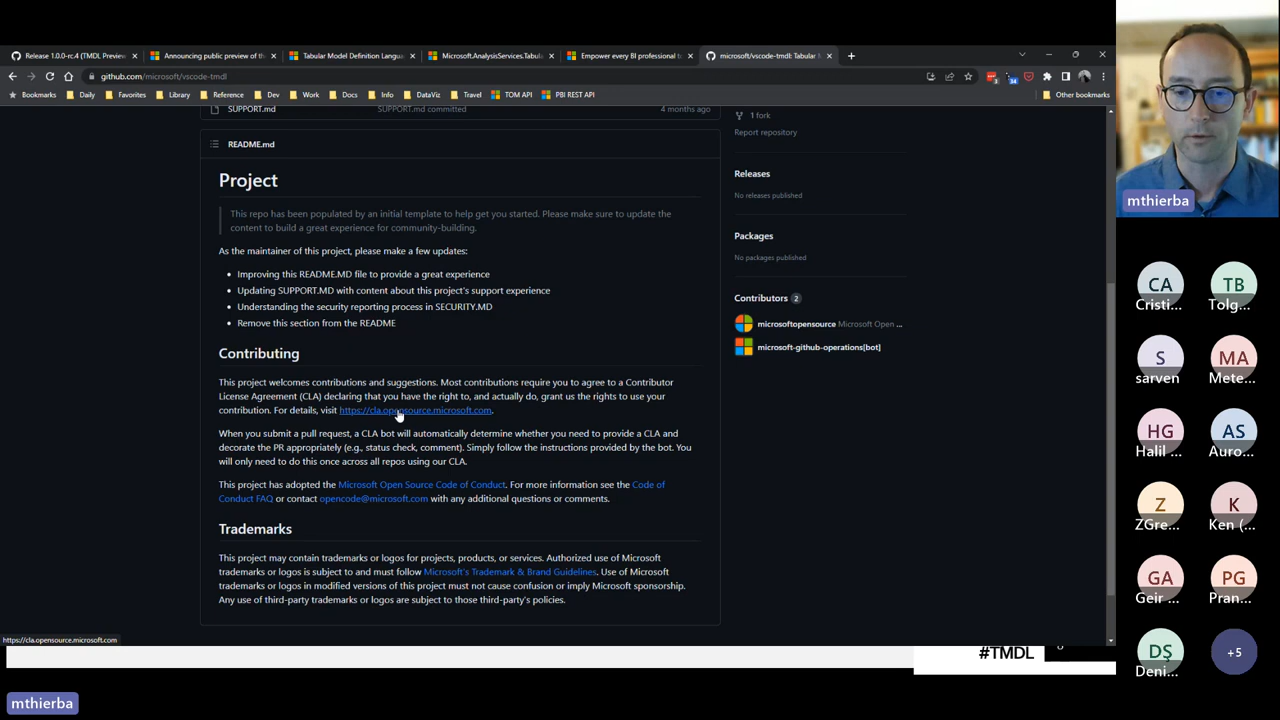 Release 1.0.0-rc.4 (TMDL Preview
Announcing public preview of the
Tabular Model Definition Langua
Microsoft.AnalysisServices.Tabula
Empower every BI professional to
microsoft/vscode-tmdl: Tabular M
github.com/microsoft/vscode-tmdl
Bookmarks
Daily
Favorites
Library
Reference
Dev
Work
Docs
Info
DataViz
Travel
TOM API
PBI REST API
Other bookmarks
SUPPORT.md
SUPPORT.md committed
4 months ago
1 fork
Report repository
README.md
Project
This repo has been populated by an initial template to help get you started. Please make sure to update the
content to build a great experience for community-building.
As the maintainer of this project, please make a few updates:
• Improving this README.MD file to provide a great experience
• Updating SUPPORT.MD with content about this project's support experience
• Understanding the security reporting process in SECURITY.MD
• Remove this section from the README
Contributing
This project welcomes contributions and suggestions. Most contributions require you to agree to a Contributor
License Agreement (CLA) declaring that you have the right to, and actually do, grant us the rights to use your
contribution. For details, visit https://cla.opensource.microsoft.com.
When you submit a pull request, a CLA bot will automatically determine whether you need to provide a CLA and
decorate the PR appropriately (e.g., status check, comment). Simply follow the instructions provided by the bot. You
will only need to do this once across all repos using our CLA.
This project has adopted the Microsoft Open Source Code of Conduct. For more information see the Code of
Conduct FAQ or contact opencode@microsoft.com with any additional questions or comments.
Trademarks
This project may contain trademarks or logos for projects, products, or services. Authorized use of Microsoft
trademarks or logos is subject to and must follow Microsoft's Trademark & Brand Guidelines. Use of Microsoft
trademarks or logos in modified versions of this project must not cause confusion or imply Microsoft sponsorship.
Any use of third-party trademarks or logos are subject to those third-party's policies.
Releases
No releases published
Packages
No packages published
Contributors 2
microsoftopensource Microsoft Open ...
microsoft-github-operations[bot]
https://cla.opensource.microsoft.com
#TMDL
mthierba
mthierba
CA
Cristi...
TB
Tolg...
S
sarven
MA
Mete...
HG
Halil ...
AS
Auro...
Z
ZGre...
K
Ken (...
GA
Geir ...
PG
Pran...
DŞ
Deni...
+5